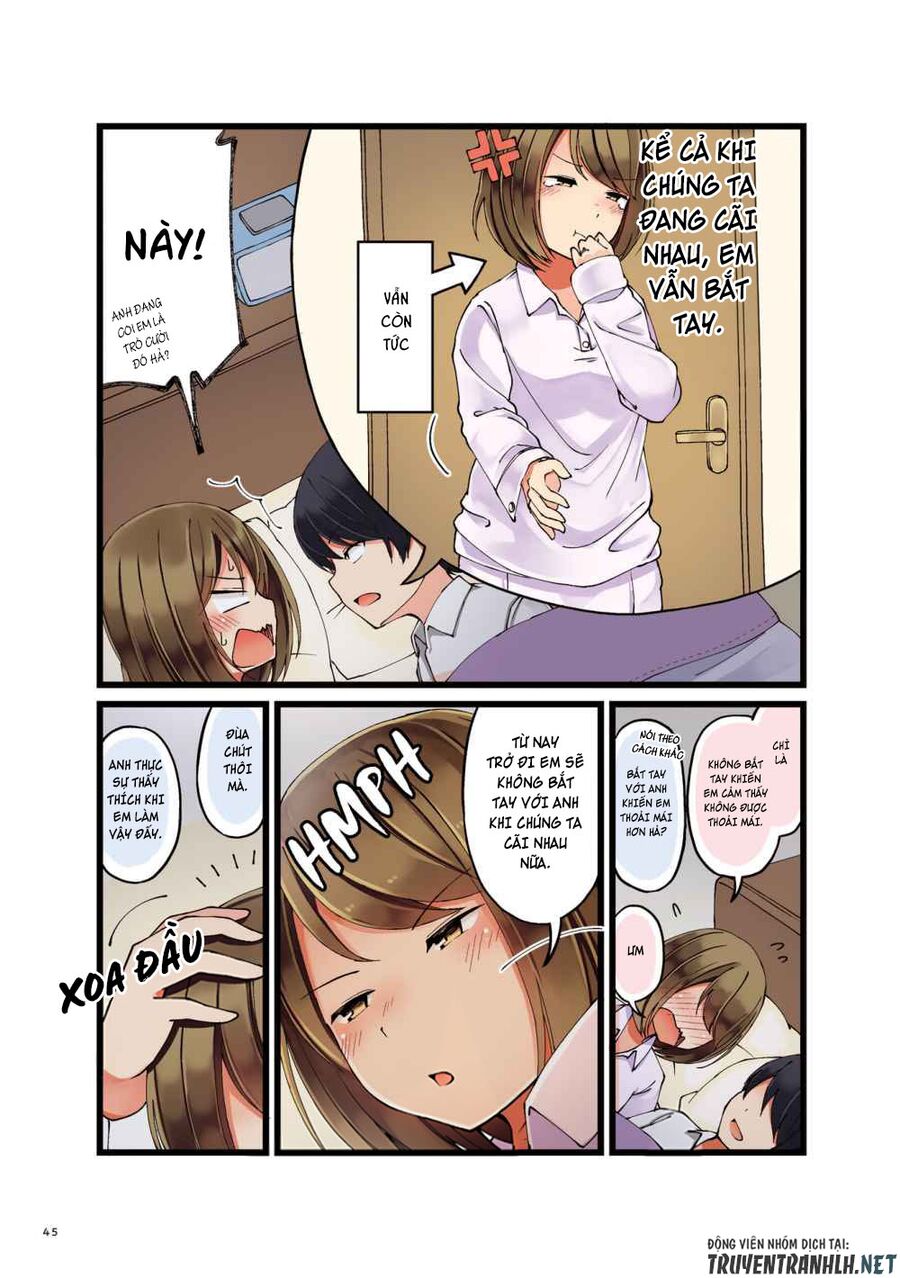 KỂ CẢ KHI
CHÚNG TA
ĐANG CÃI
NHAU, EM
VẪN BẮT
TAY.
VẪN
CÒN
TỨC
NÀY!
ANH ĐANG
COI EM LÀ
TRÒ CƯỜI
ĐÓ HẢ?
CHỈ
LÀ
KHÔNG BẮT
TAY KHIẾN
EM CẢM THẤY
KHÔNG ĐƯỢC
THOẢI MÁI.
NÓI THEO
CÁCH KHÁC
BẮT TAY
VỚI ANH
KHIẾN EM
THOẢI MÁI
HƠN HẢ?
ƯM
TỪ NAY
TRỞ ĐI EM SẼ
KHÔNG BẮT
TAY VỚI ANH
KHI CHÚNG TA
CÃI NHAU
NỮA.
HMPH
ĐÙA
CHÚT
THÔI
MÀ.
ANH THỰC
SỰ THẤY
THÍCH KHI
EM LÀM
VẬY ĐẤY.
XOA ĐẦU
45
ĐỘNG VIÊN NHÓM DỊCH TẠI:
TRUYENTRANHLH.NET